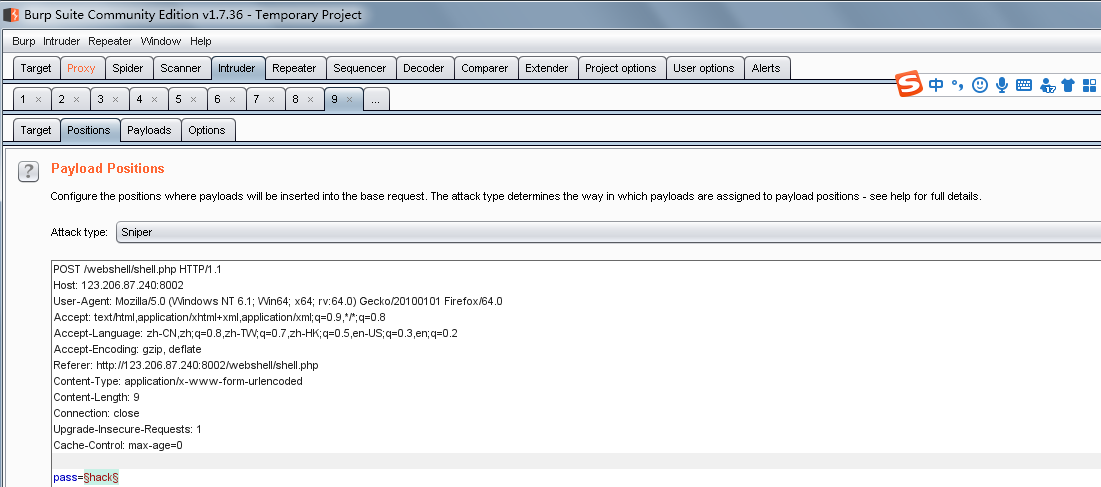 Burp Suite Community Edition v1.7.36 - Temporary Project
Burp Intruder Repeater Window Help
Target Proxy Spider Scanner Intruder Repeater Sequencer Decoder Comparer Extender Project options User options Alerts
S 中
1 × 2 × 3 × 4 × 5 × 6 × 7 × 8 × 9 × ...
Target Positions Payloads Options
? Payload Positions
Configure the positions where payloads will be inserted into the base request. The attack type determines the way in which payloads are assigned to payload positions - see help for full details.
Attack type: Sniper
POST /webshell/shell.php HTTP/1.1
Host: 123.206.87.240:8002
User-Agent: Mozilla/5.0 (Windows NT 6.1; Win64; x64; rv:64.0) Gecko/20100101 Firefox/64.0
Accept: text/html,application/xhtml+xml,application/xml;q=0.9,*/*;q=0.8
Accept-Language: zh-CN,zh;q=0.8,zh-TW;q=0.7,zh-HK;q=0.5,en-US;q=0.3,en;q=0.2
Accept-Encoding: gzip, deflate
Referer: http://123.206.87.240:8002/webshell/shell.php
Content-Type: application/x-www-form-urlencoded
Content-Length: 9
Connection: close
Upgrade-Insecure-Requests: 1
Cache-Control: max-age=0
pass=§hack§